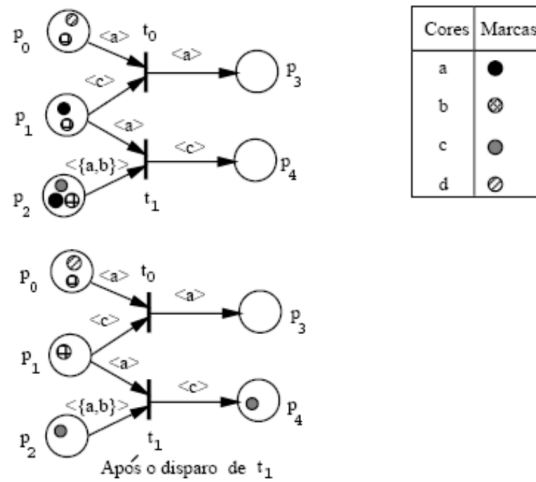 p0 <a> t0 <a> p3
<c>
p1 <a> <c> p4
<{a,b}>
p2 t1
Cores Marcas
a
b
c
d
p0 <a> t0 <a> p3
<c>
p1 <a> <c> p4
<{a,b}>
p2 t1
Após o disparo de t1